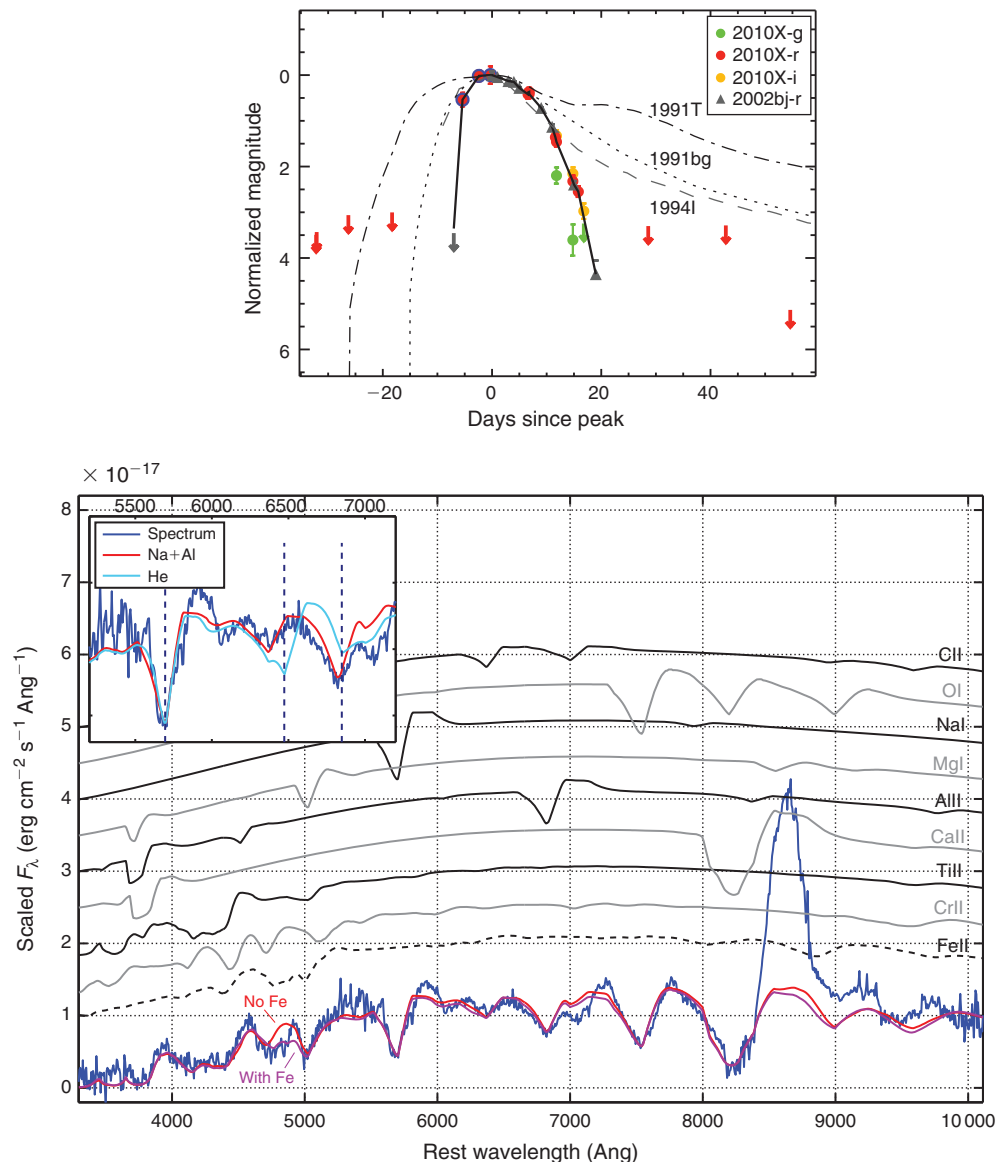 2010X-g
2010X-r
2010X-i
2002bj-r
1991T
1991bg
1994I
0
2
4
6
Normalized magnitude
−20
0
20
40
Days since peak
× 10⁻¹⁷
5500
6000
6500
7000
Spectrum
Na+Al
He
CII
OI
NaI
MgI
AlII
CaII
TiII
CrII
FeII
No Fe
With Fe
8
7
6
5
4
3
2
1
0
Scaled Fλ (erg cm⁻² s⁻¹ Ang⁻¹)
4000
5000
6000
7000
8000
9000
10 000
Rest wavelength (Ang)